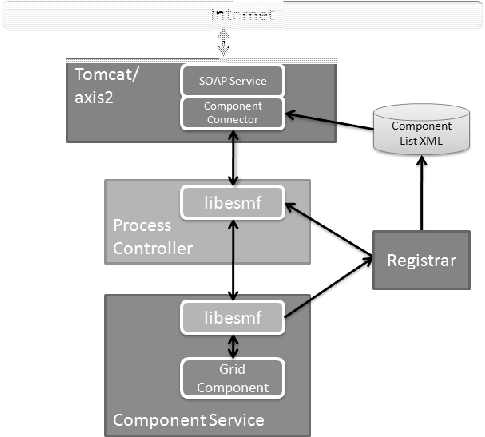 Internet
Tomcat/
axis2
SOAP Service
Component
Connector
Component
List XML
libesmf
Process
Controller
Registrar
libesmf
Grid
Component
Component Service